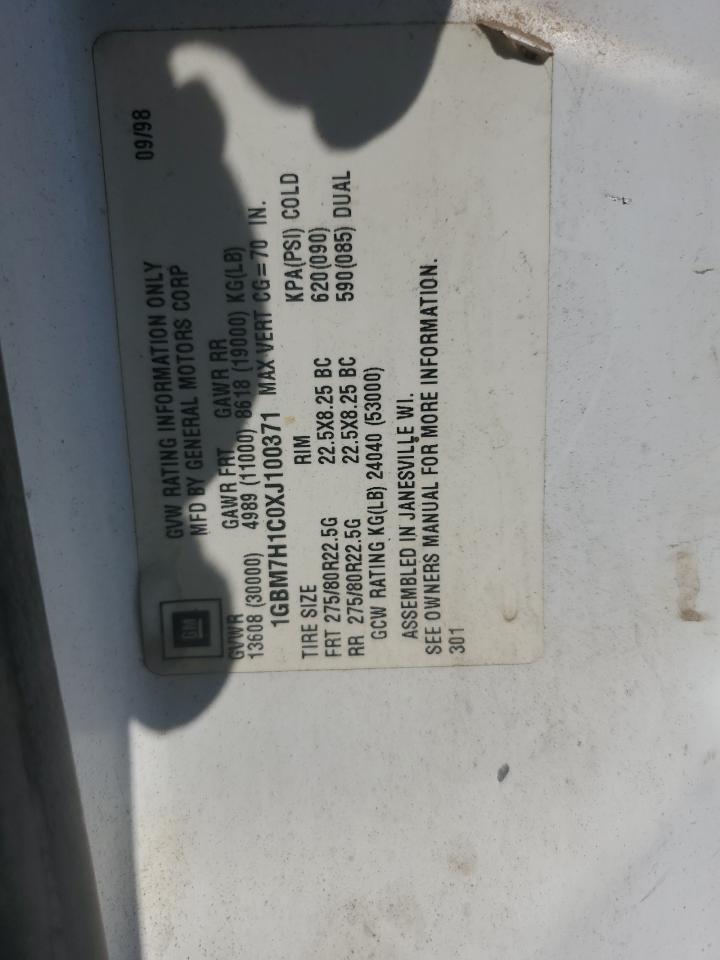 09/98
GVW RATING INFORMATION ONLY
MFD BY GENERAL MOTORS CORP
GM
GVWR GAWR FRT GAWR RR
13608 (30000) 4989 (11000) 8618 (19000) KG(LB)
1GBM7H1C0XJ100371 MAX VERT CG=70 IN.
TIRE SIZE RIM KPA(PSI) COLD
FRT 275/80R22.5G 22.5X8.25 BC 620(090)
RR 275/80R22.5G 22.5X8.25 BC 590(085) DUAL
GCW RATING KG(LB) 24040 (53000)
ASSEMBLED IN JANESVILLE WI.
SEE OWNERS MANUAL FOR MORE INFORMATION.
301